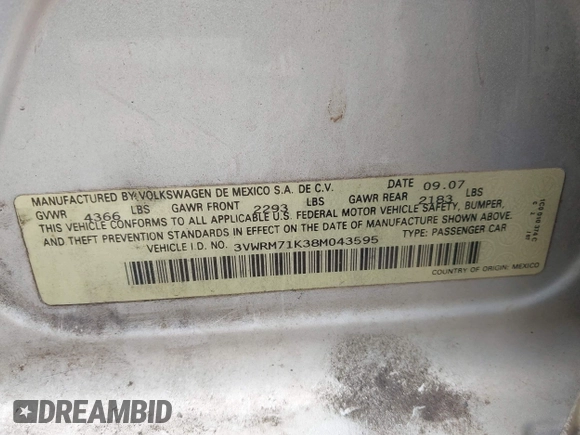 MANUFACTURED BY VOLKSWAGEN DE MEXICO S.A. DE C.V. DATE 09.07
GVWR 4366 LBS GAWR FRONT 2293 LBS GAWR REAR 2183 LBS
THIS VEHICLE CONFORMS TO ALL APPLICABLE U.S. FEDERAL MOTOR VEHICLE SAFETY, BUMPER,
AND THEFT PREVENTION STANDARDS IN EFFECT ON THE DATE OF MANUFACTURE SHOWN ABOVE.
VEHICLE I.D. NO. 3VWRM71K38M043595 TYPE: PASSENGER CAR
COUNTRY OF ORIGIN: MEXICO
DREAMBID